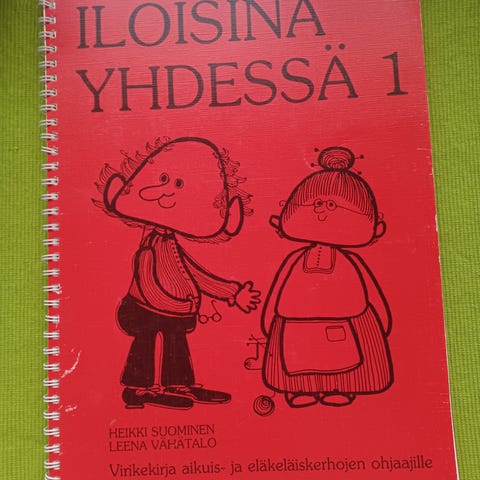 ILOISINA
YHDESSÄ 1
HEIKKI SUOMINEN
LEENA VÄHÄTALO
Virikekirja aikuis- ja eläkeläiskerhojen ohjaajille